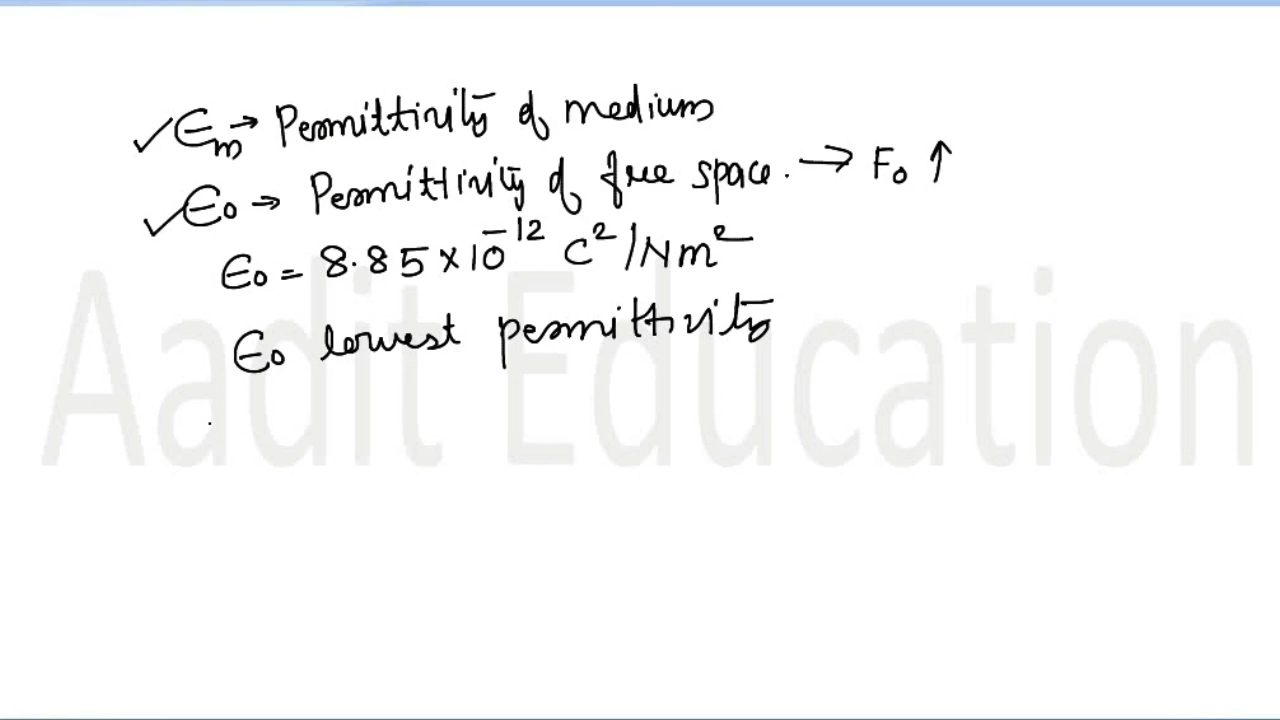 ✓ ϵm → Permittivity of medium
✓ ϵ0 → Permittivity of free space. → F0 ↑
ϵ0 = 8.85 × 10^-12 C²/Nm²
ϵ0 lowest permittivity
Aadit Education